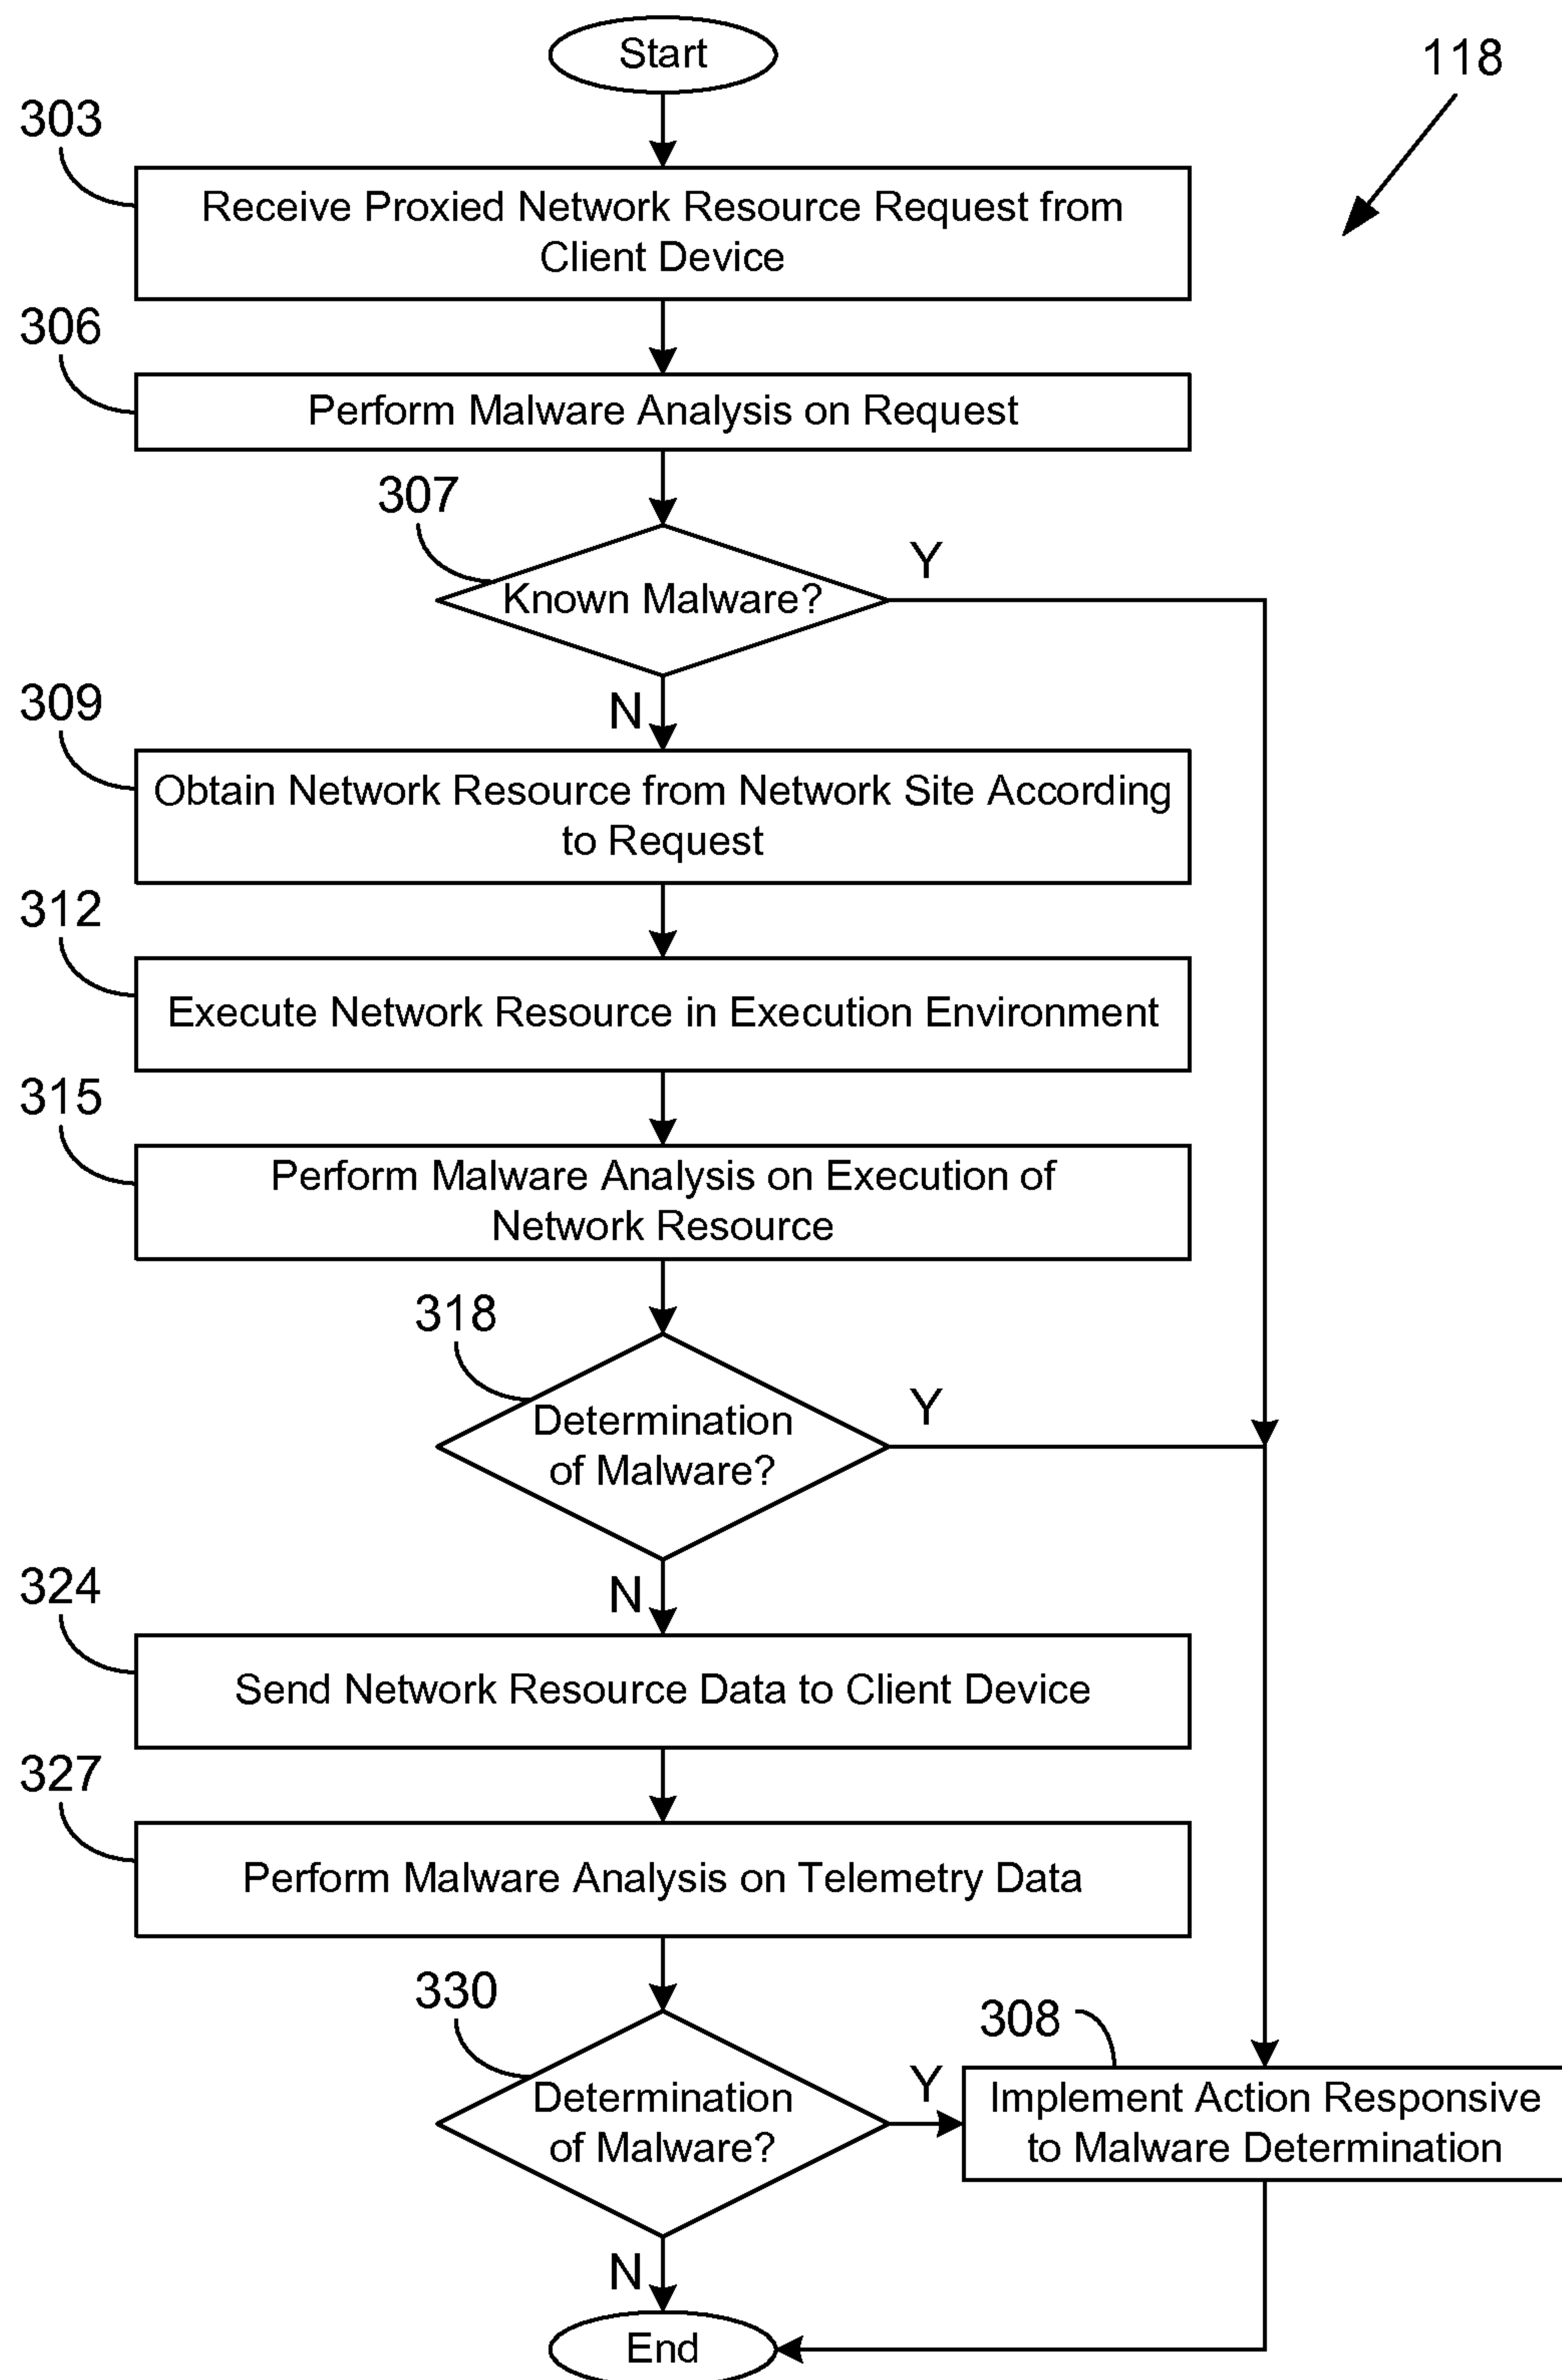 Start
118
303
Receive Proxied Network Resource Request from
Client Device
306
Perform Malware Analysis on Request
307
Known Malware?
Y
N
309
Obtain Network Resource from Network Site According
to Request
312
Execute Network Resource in Execution Environment
315
Perform Malware Analysis on Execution of
Network Resource
318
Determination
of Malware?
Y
N
324
Send Network Resource Data to Client Device
327
Perform Malware Analysis on Telemetry Data
330
Determination
of Malware?
Y
308
Implement Action Responsive
to Malware Determination
N
End